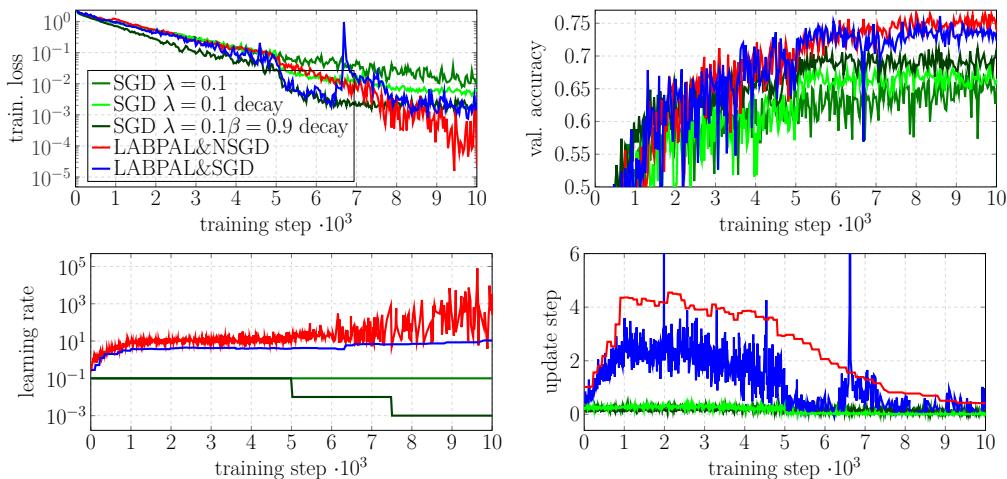 train. loss
10^0
10^−1
10^−2
10^−3
10^−4
10^−5
SGD λ = 0.1
SGD λ = 0.1 decay
SGD λ = 0.1β = 0.9 decay
LABPAL&NSGD
LABPAL&SGD
0 1 2 3 4 5 6 7 8 9 10
training step ·10^3
val. accuracy
0.75
0.7
0.65
0.6
0.55
0.5
0 1 2 3 4 5 6 7 8 9 10
training step ·10^3
learning rate
10^5
10^3
10^1
10^−1
10^−3
0 1 2 3 4 5 6 7 8 9 10
training step ·10^3
update step
6
4
2
0
0 1 2 3 4 5 6 7 8 9 10
training step ·10^3